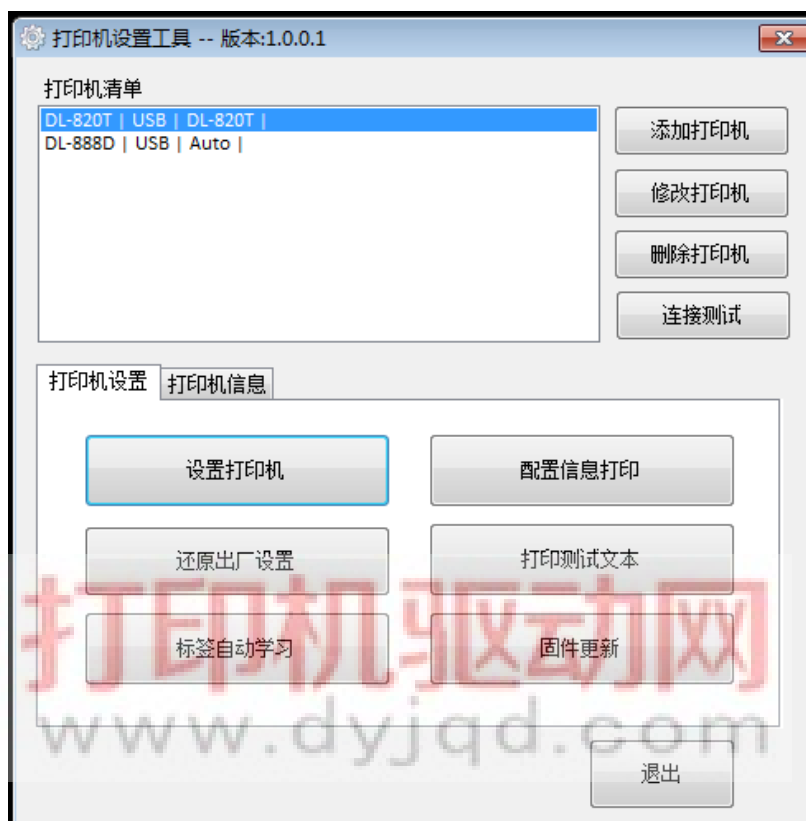 打印机设置工具 -- 版本:1.0.0.1
打印机清单
DL-820T | USB | DL-820T |
DL-888D | USB | Auto |
添加打印机
修改打印机
删除打印机
连接测试
打印机设置 打印机信息
设置打印机 配置信息打印
还原出厂设置 打印测试文本
标签自动学习 固件更新
打印机驱动网
www.dyjqd.com
退出